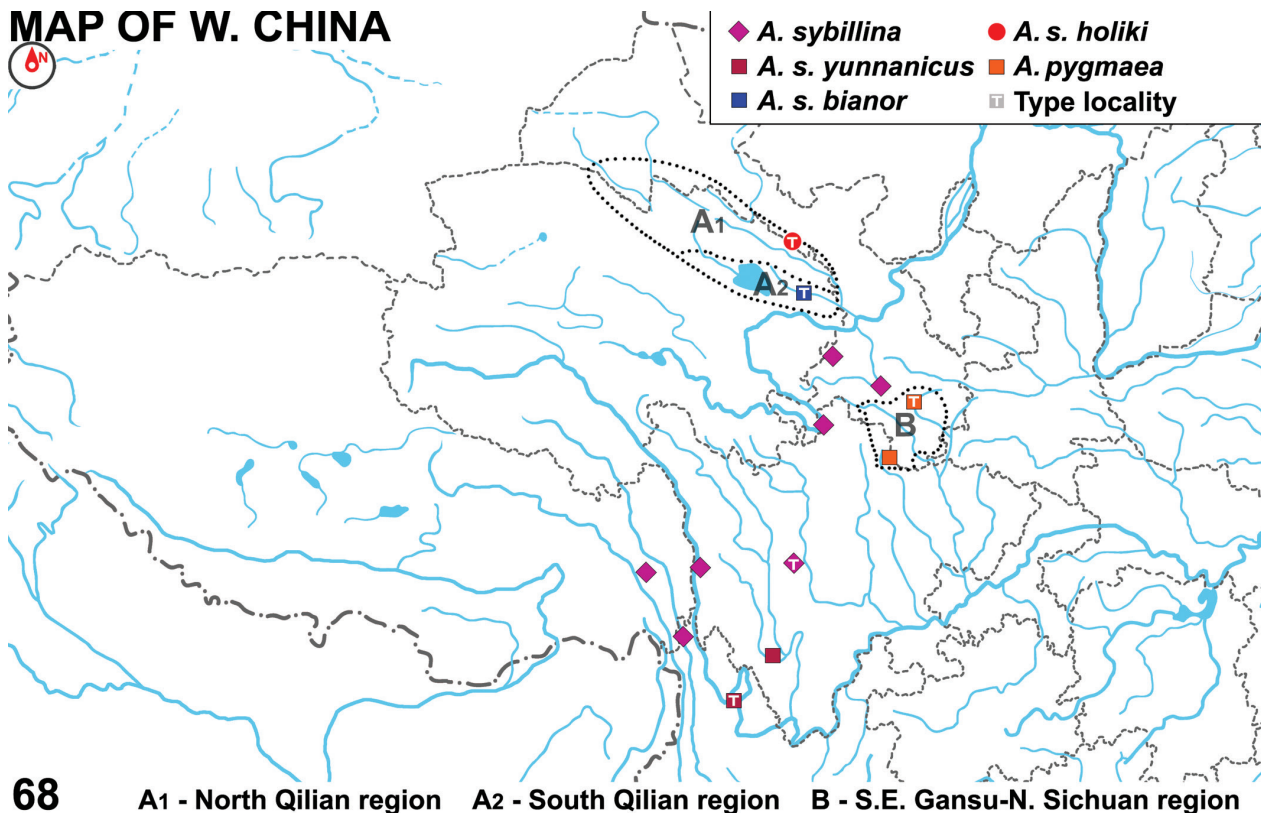 MAP OF W. CHINA
N
A. sybillina
A. s. holiki
A. s. yunnanicus
A. pygmaea
A. s. bianor
T Type locality
A1
T
A2
T
T
B
T
T
68 A1 - North Qilian region A2 - South Qilian region B - S.E. Gansu-N. Sichuan region